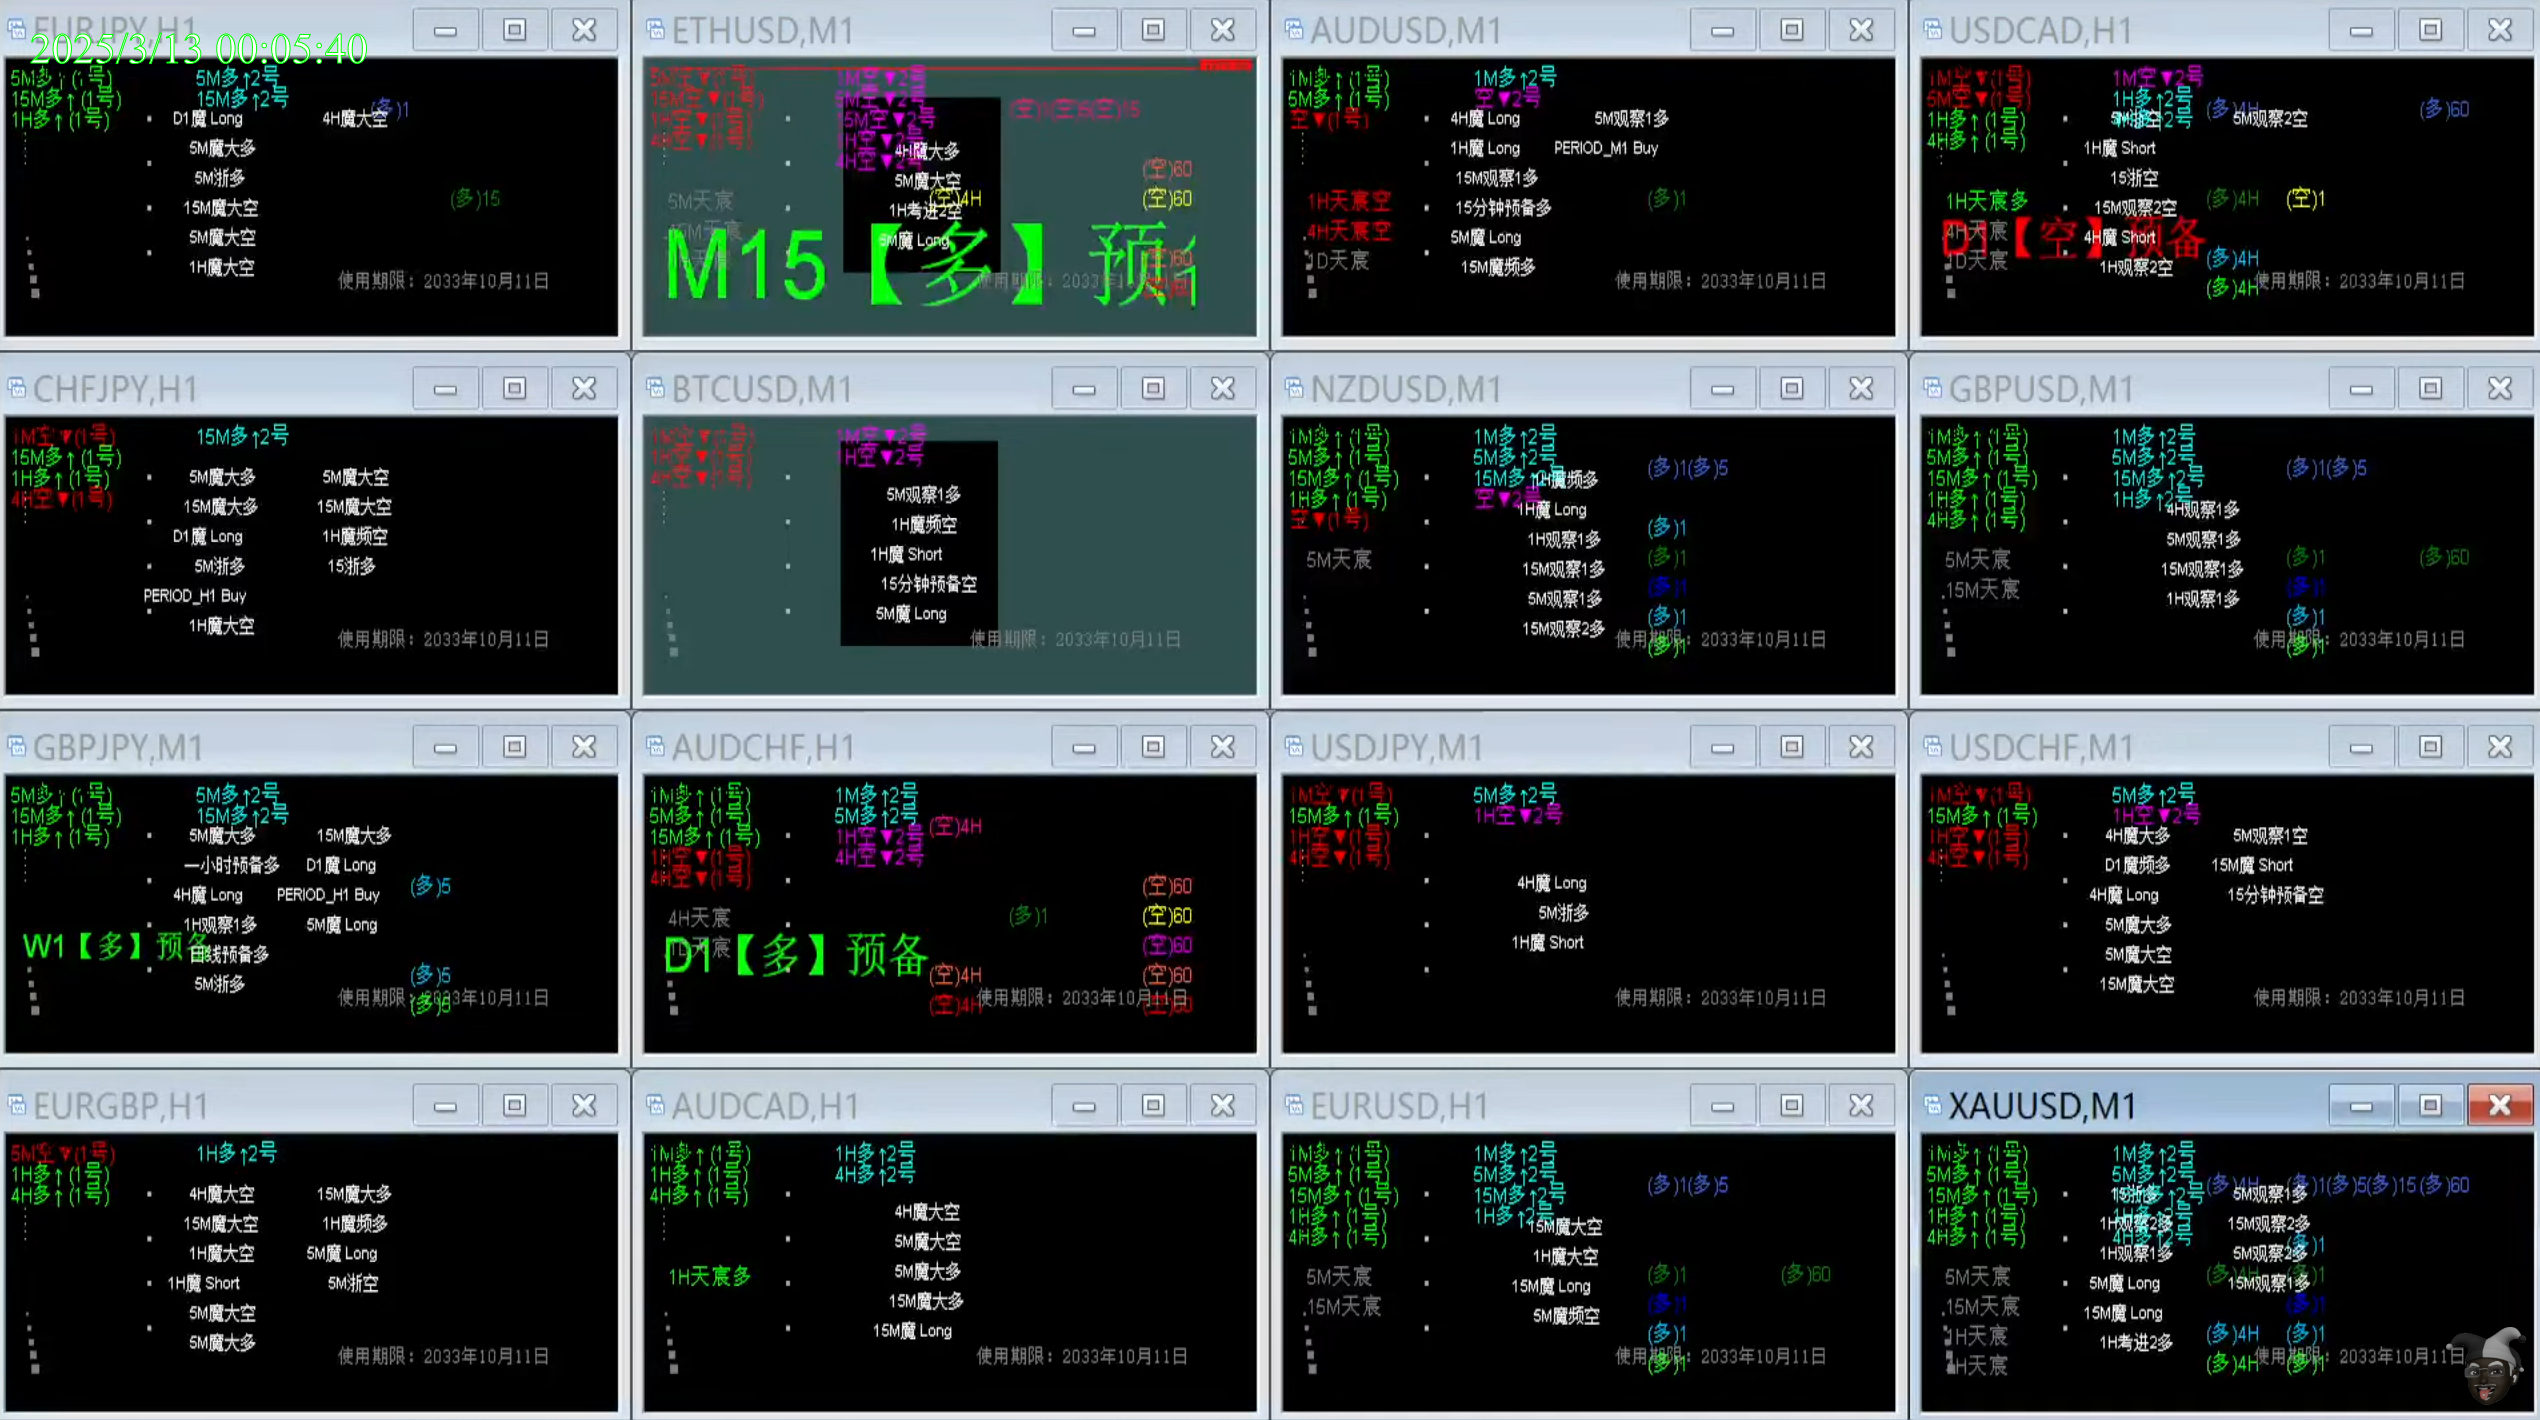 EURJPY,H1
2025/3/13 00:05:40
5M多↑(1号)
15M多↑(1号)
1H多↑(1号)
5M多↑2号
15M多↑2号
(多)1
D1魔 Long
4H魔大空
5M魔大多
5M浙多
15M魔大空
(多)15
5M魔大空
1H魔大空
使用期限：2033年10月11日
ETHUSD,M1
1M空▼2号
5M空▼2号
15M空▼2号
1H空▼2号
4H空▼2号
4H魔大多
5M魔大空
(空)4H
1H考进2空
5M魔 Long
(空)60
(空)60
5M天宸
M15【多】预
AUDUSD,M1
1M多↑(1号)
5M多↑(1号)
空▼(1号)
1M多↑2号
空▼2号
4H魔 Long
5M观察1多
1H魔 Long
PERIOD_M1 Buy
15M观察1多
1H天宸空
15分钟预备多
(多)1
4H天宸空
5M魔 Long
1D天宸
15M魔频多
使用期限：2033年10月11日
USDCAD,H1
1M空▼(1号)
5M空▼(1号)
1H多↑(1号)
4H多↑(1号)
1M空▼2号
1H多↑2号
(多)4H
(多)60
5M观察2空
1H魔 Short
15浙空
1H天宸多
15M观察2空
(多)4H
(空)1
4H天宸
4H魔 Short
D1【空】预备
1D天宸
1H观察2空
(多)4H
(多)4H
使用期限：2033年10月11日
CHFJPY,H1
1M空▼(1号)
15M多↑(1号)
1H多↑(1号)
4H空▼(1号)
15M多↑2号
5M魔大多
5M魔大空
15M魔大多
15M魔大空
D1魔 Long
1H魔频空
5M浙多
15浙多
PERIOD_H1 Buy
1H魔大空
使用期限：2033年10月11日
BTCUSD,M1
1M空▼(1号)
1H空▼(1号)
4H空▼(1号)
1M空▼2号
1H空▼2号
5M观察1多
1H魔频空
1H魔 Short
15分钟预备空
5M魔 Long
使用期限：2033年10月11日
NZDUSD,M1
1M多↑(1号)
5M多↑(1号)
15M多↑(1号)
1H多↑(1号)
空▼(1号)
1M多↑2号
5M多↑2号
15M多↑2号
空▼2号
(多)1(多)5
1H魔频多
1H魔 Long
(多)1
1H观察1多
5M天宸
(多)1
15M观察1多
5M观察1多
(多)1
(多)1
15M观察2多
(多)1
使用期限：2033年10月11日
GBPUSD,M1
1M多↑(1号)
5M多↑(1号)
15M多↑(1号)
1H多↑(1号)
4H多↑(1号)
1M多↑2号
5M多↑2号
15M多↑2号
1H多↑2号
(多)1(多)5
4H观察1多
5M观察1多
5M天宸
15M观察1多
(多)1
(多)60
15M天宸
1H观察1多
(多)1
(多)1
(多)1
使用期限：2033年10月11日
GBPJPY,M1
5M多↑(1号)
15M多↑(1号)
1H多↑(1号)
5M多↑2号
15M多↑2号
5M魔大多
15M魔大多
一小时预备多
D1魔 Long
4H魔 Long
PERIOD_H1 Buy
(多)5
1H观察1多
5M魔 Long
W1【多】预备
日线预备多
5M浙多
(多)5
(多)5
使用期限：2033年10月11日
AUDCHF,H1
1M多↑(1号)
5M多↑(1号)
15M多↑(1号)
1H空▼(1号)
4H空▼(1号)
1M多↑2号
5M多↑2号
1H空▼2号
4H空▼2号
(空)4H
(空)60
4H天宸
(多)1
(空)60
(空)60
D1【多】预备
(空)4H
(空)60
(空)4H
(空)60
使用期限：2033年10月11日
USDJPY,M1
1M空▼(1号)
15M多↑(1号)
1H空▼(1号)
4H空▼(1号)
5M多↑2号
1H空▼2号
4H魔 Long
5M浙多
1H魔 Short
使用期限：2033年10月11日
USDCHF,M1
1M空▼(1号)
15M多↑(1号)
1H空▼(1号)
4H空▼(1号)
5M多↑2号
1H空▼2号
4H魔大多
5M观察1空
D1魔频多
15M魔 Short
4H魔 Long
15分钟预备空
5M魔大多
5M魔大空
15M魔大空
使用期限：2033年10月11日
EURGBP,H1
5M空▼(1号)
1H多↑(1号)
4H多↑(1号)
1H多↑2号
4H魔大空
15M魔大多
15M魔大空
1H魔频多
1H魔大空
5M魔 Long
1H魔 Short
5M浙空
5M魔大空
5M魔大多
使用期限：2033年10月11日
AUDCAD,H1
1M多↑(1号)
1H多↑(1号)
4H多↑(1号)
1H多↑2号
4H多↑2号
4H魔大空
5M魔大空
1H天宸多
5M魔大多
15M魔大多
15M魔 Long
使用期限：2033年10月11日
EURUSD,H1
1M多↑(1号)
5M多↑(1号)
15M多↑(1号)
1H多↑(1号)
4H多↑(1号)
1M多↑2号
5M多↑2号
15M多↑2号
1H多↑2号
(多)1(多)5
15M魔大空
1H魔大空
5M天宸
15M魔 Long
(多)1
(多)60
15M天宸
5M魔频空
(多)1
(多)1
(多)1
使用期限：2033年10月11日
XAUUSD,M1
1M多↑(1号)
5M多↑(1号)
15M多↑(1号)
1H多↑(1号)
4H多↑(1号)
1M多↑2号
5M多↑2号
(多)4H
(多)1(多)5(多)15(多)60
15浙多
5M观察1多
1H观察2多
15M观察2多
1H观察1多
5M观察2多
5M天宸
5M魔 Long
15M观察1多
15M天宸
15M魔 Long
(多)1
1H天宸
1H考进2多
(多)4H
(多)1
4H天宸
(多)4H
(多)1
使用期限：2033年10月11日